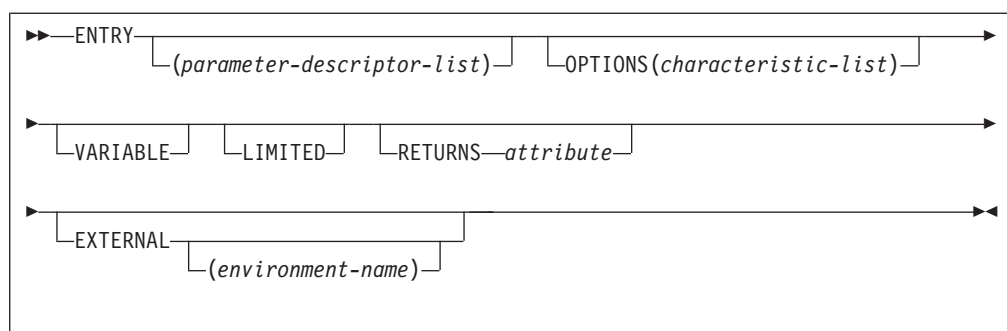 ENTRY
(parameter-descriptor-list)
OPTIONS(characteristic-list)
VARIABLE
LIMITED
RETURNS
attribute
EXTERNAL
(environment-name)